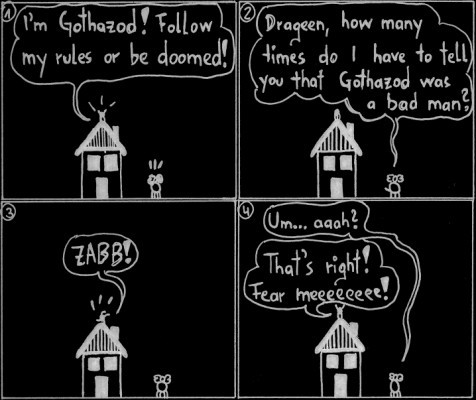 1
I'm Gothazod! Follow
my rules or be doomed!
2
Drageen, how many
times do I have to tell
you that Gothazod was
a bad man?
3
ZABB!
4
Um... aaah?
That's right!
Fear meeeeeeee!